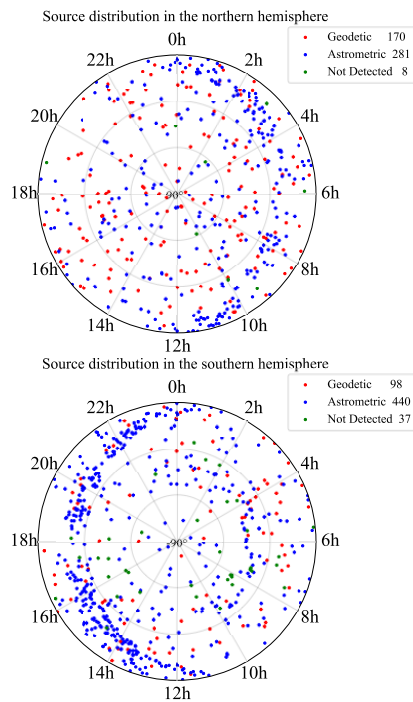 Source distribution in the northern hemisphere
Geodetic 170
Astrometric 281
Not Detected 8
0h
2h
4h
6h
8h
10h
12h
14h
16h
18h
20h
22h
90°
Source distribution in the southern hemisphere
Geodetic 98
Astrometric 440
Not Detected 37
0h
2h
4h
6h
8h
10h
12h
14h
16h
18h
20h
22h
-90°